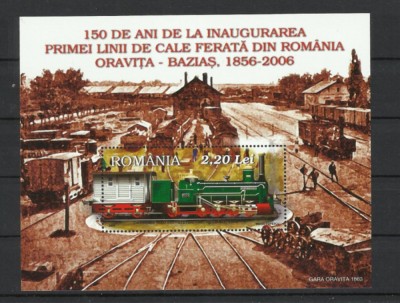 150 DE ANI DE LA INAUGURAREA
PRIMEI LINII DE CALE FERATĂ DIN ROMÂNIA
ORAVIȚA - BAZIAȘ, 1856-2006
ROMÂNIA 2,20 Lei
GARA ORAVIȚA